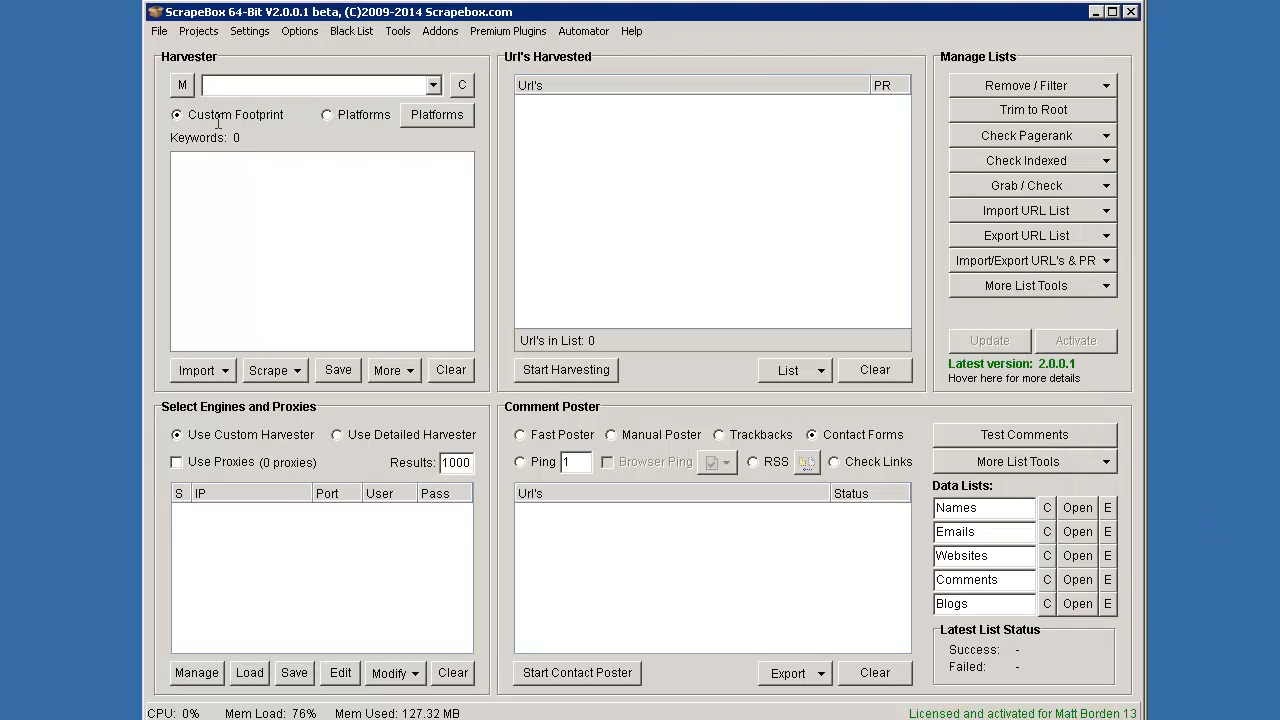 ScrapeBox 64-Bit V2.0.0.1 beta, (C)2009-2014 Scrapebox.com
File Projects Settings Options Black List Tools Addons Premium Plugins Automator Help
Harvester
M
C
Custom Footprint Platforms Platforms
Keywords: 0
Import Scrape Save More Clear
Url's Harvested
Url's PR
Url's in List: 0
Start Harvesting List Clear
Manage Lists
Remove / Filter
Trim to Root
Check Pagerank
Check Indexed
Grab / Check
Import URL List
Export URL List
Import/Export URL's & PR
More List Tools
Update Activate
Latest version: 2.0.0.1
Hover here for more details
Select Engines and Proxies
Use Custom Harvester Use Detailed Harvester
Use Proxies (0 proxies) Results: 1000
S IP Port User Pass
Manage Load Save Edit Modify Clear
Comment Poster
Fast Poster Manual Poster Trackbacks Contact Forms
Ping 1 Browser Ping RSS Check Links
Url's Status
Start Contact Poster Export Clear
Test Comments
More List Tools
Data Lists:
Names C Open E
Emails C Open E
Websites C Open E
Comments C Open E
Blogs C Open E
Latest List Status
Success: -
Failed: -
CPU: 0% Mem Load: 76% Mem Used: 127.32 MB
Licensed and activated for Matt Borden 13